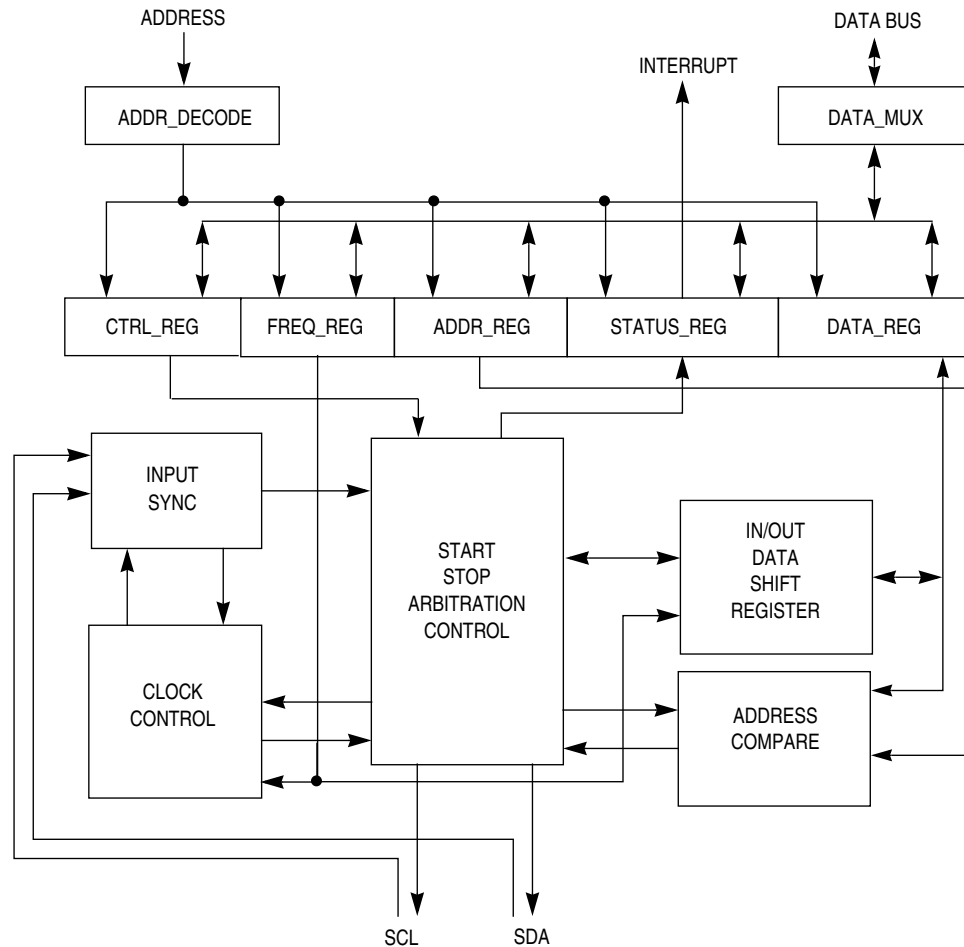 ADDRESS
DATA BUS
INTERRUPT
ADDR_DECODE
DATA_MUX
CTRL_REG
FREQ_REG
ADDR_REG
STATUS_REG
DATA_REG
INPUT
SYNC
START
STOP
ARBITRATION
CONTROL
IN/OUT
DATA
SHIFT
REGISTER
CLOCK
CONTROL
ADDRESS
COMPARE
SCL
SDA